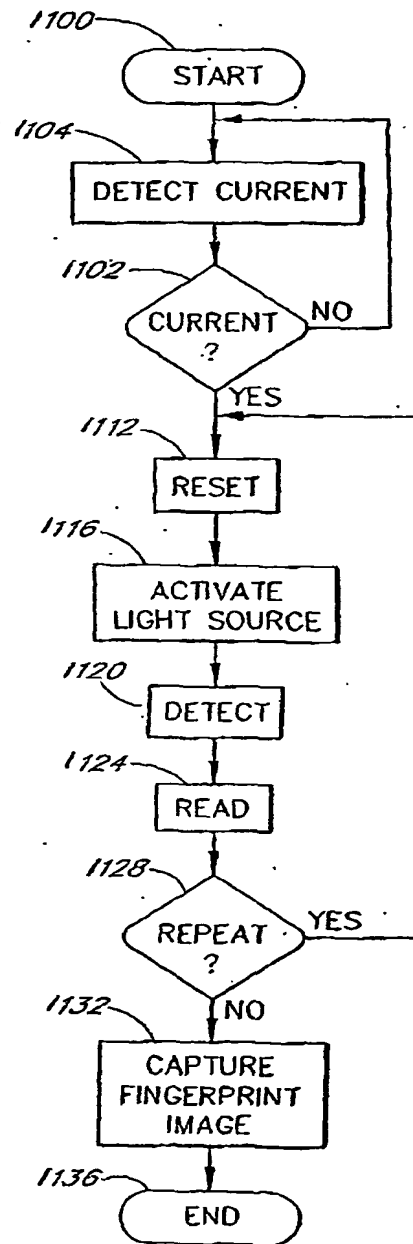 1100
START
1104
DETECT CURRENT
1102
CURRENT
?
NO
YES
1112
RESET
1116
ACTIVATE
LIGHT SOURCE
1120
DETECT
1124
READ
1128
REPEAT
?
YES
NO
1132
CAPTURE
FINGERPRINT
IMAGE
1136
END